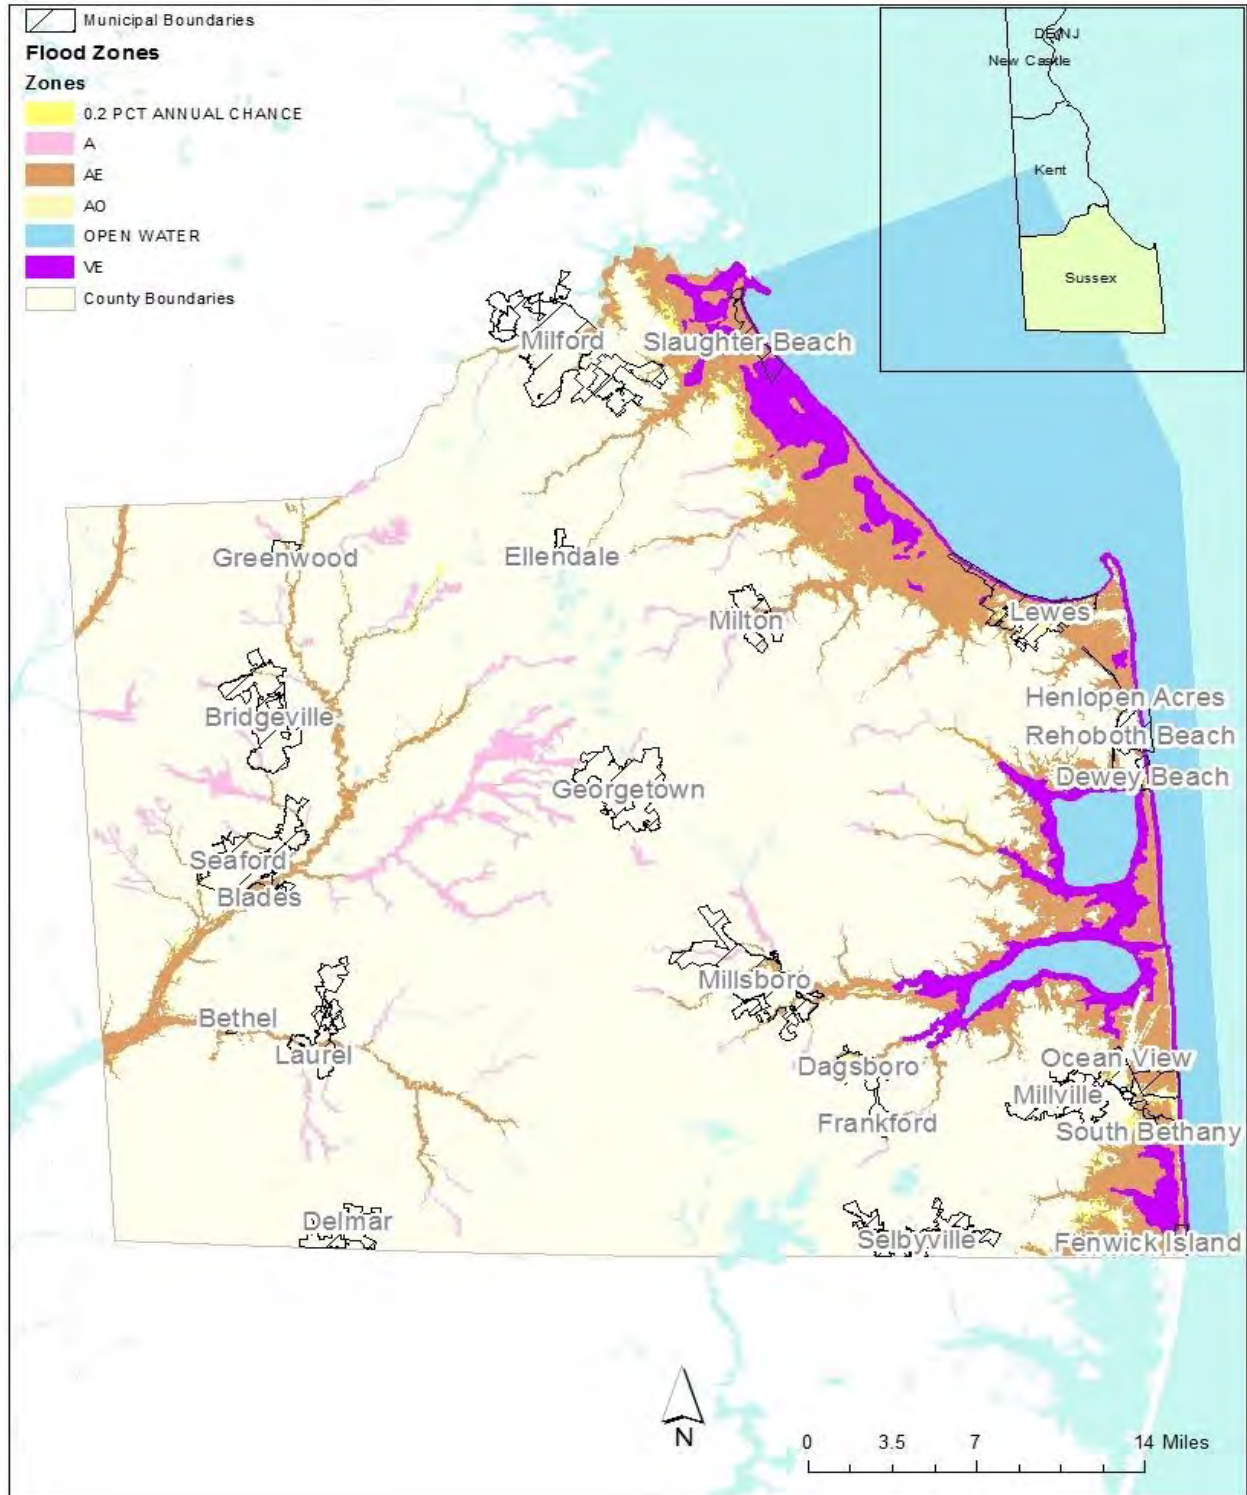 Municipal Boundaries
Flood Zones
Zones
0.2 PCT ANNUAL CHANCE
A
AE
AO
OPEN WATER
VE
County Boundaries
DE/NJ
New Castle
Kent
Sussex
Milford
Slaughter Beach
Greenwood
Ellendale
Milton
Lewes
Henlopen Acres
Bridgeville
Rehoboth Beach
Dewey Beach
Georgetown
Seaford
Blades
Millsboro
Bethel
Laurel
Dagsboro
Ocean View
Millville
Frankford
South Bethany
Delmar
Selbyville
Fenwick Island
N
0 3.5 7 14 Miles